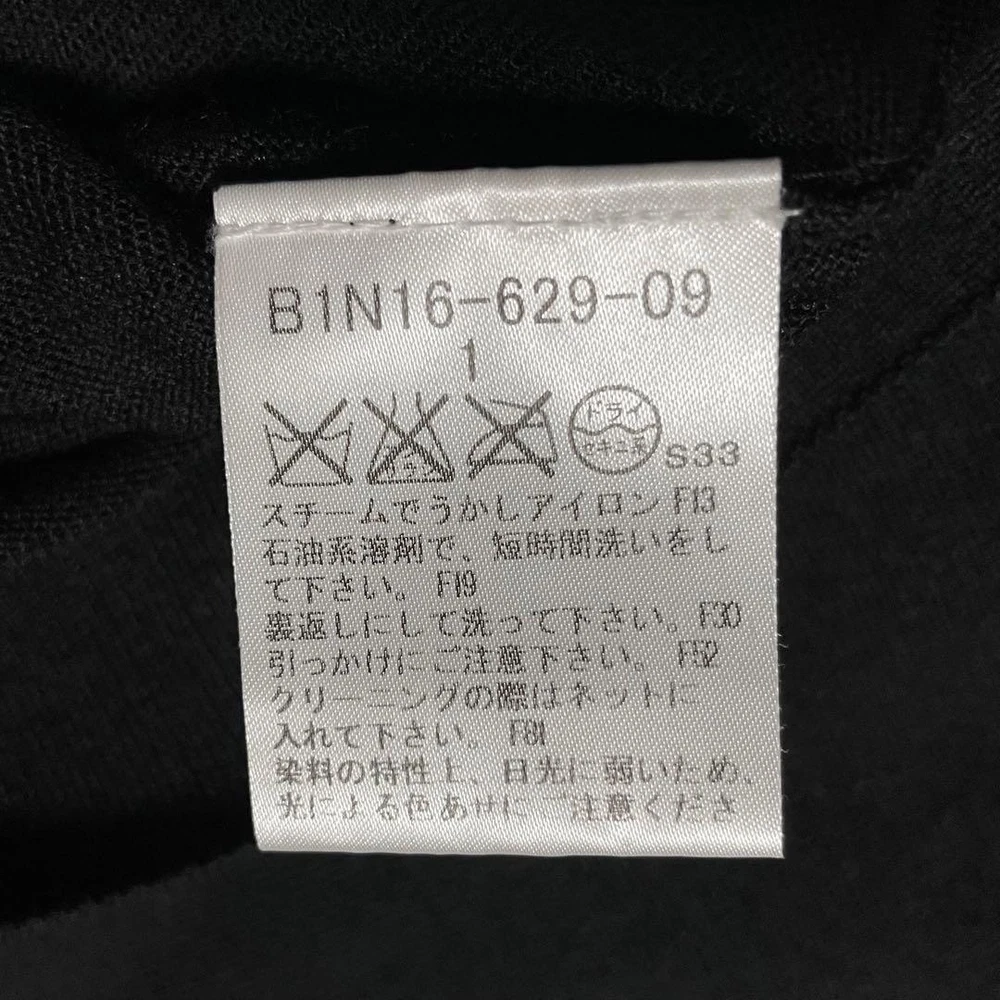 B1N16-629-09
1
ドライ
セキユ系
S33
スチームでうかしアイロン F13
石油系溶剤で、短時間洗いをし
て下さい。 F19
裏返しにして洗って下さい。 F30
引っかけにご注意下さい。 F52
クリーニングの際はネットに
入れて下さい。 F81
染料の特性上、日光に弱いため、
光による色あせにご注意くださ